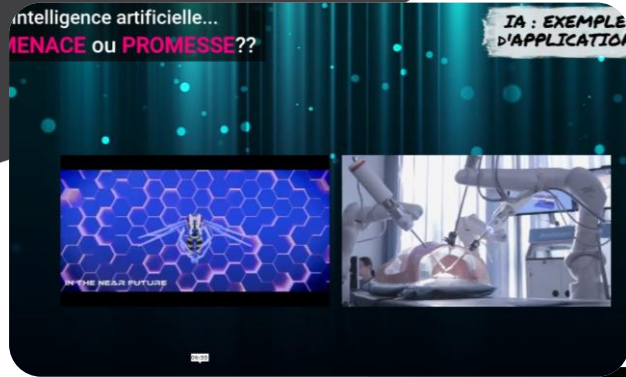 Intelligence artificielle...
MENACE ou PROMESSE??
IA : EXEMPLE
D'APPLICATION
IN THE NEAR FUTURE